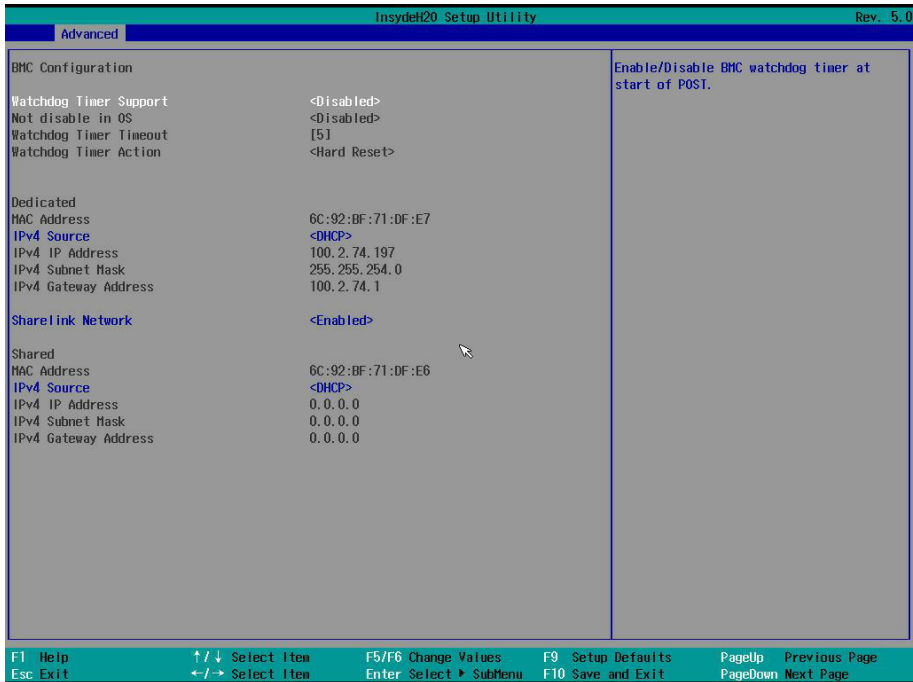 InsydeH20 Setup Utility Rev. 5.0
Advanced
BMC Configuration
Enable/Disable BMC watchdog timer at
start of POST.
Watchdog Timer Support <Disabled>
Not disable in OS <Disabled>
Watchdog Timer Timeout [5]
Watchdog Timer Action <Hard Reset>
Dedicated
MAC Address 6C:92:BF:71:DF:E7
IPv4 Source <DHCP>
IPv4 IP Address 100.2.74.197
IPv4 Subnet Mask 255.255.254.0
IPv4 Gateway Address 100.2.74.1
Sharelink Network <Enabled>
Shared
MAC Address 6C:92:BF:71:DF:E6
IPv4 Source <DHCP>
IPv4 IP Address 0.0.0.0
IPv4 Subnet Mask 0.0.0.0
IPv4 Gateway Address 0.0.0.0
F1 Help ↑/↓ Select Item F5/F6 Change Values F9 Setup Defaults PageUp Previous Page
Esc Exit ←/→ Select Item Enter Select ▶ SubMenu F10 Save and Exit PageDown Next Page